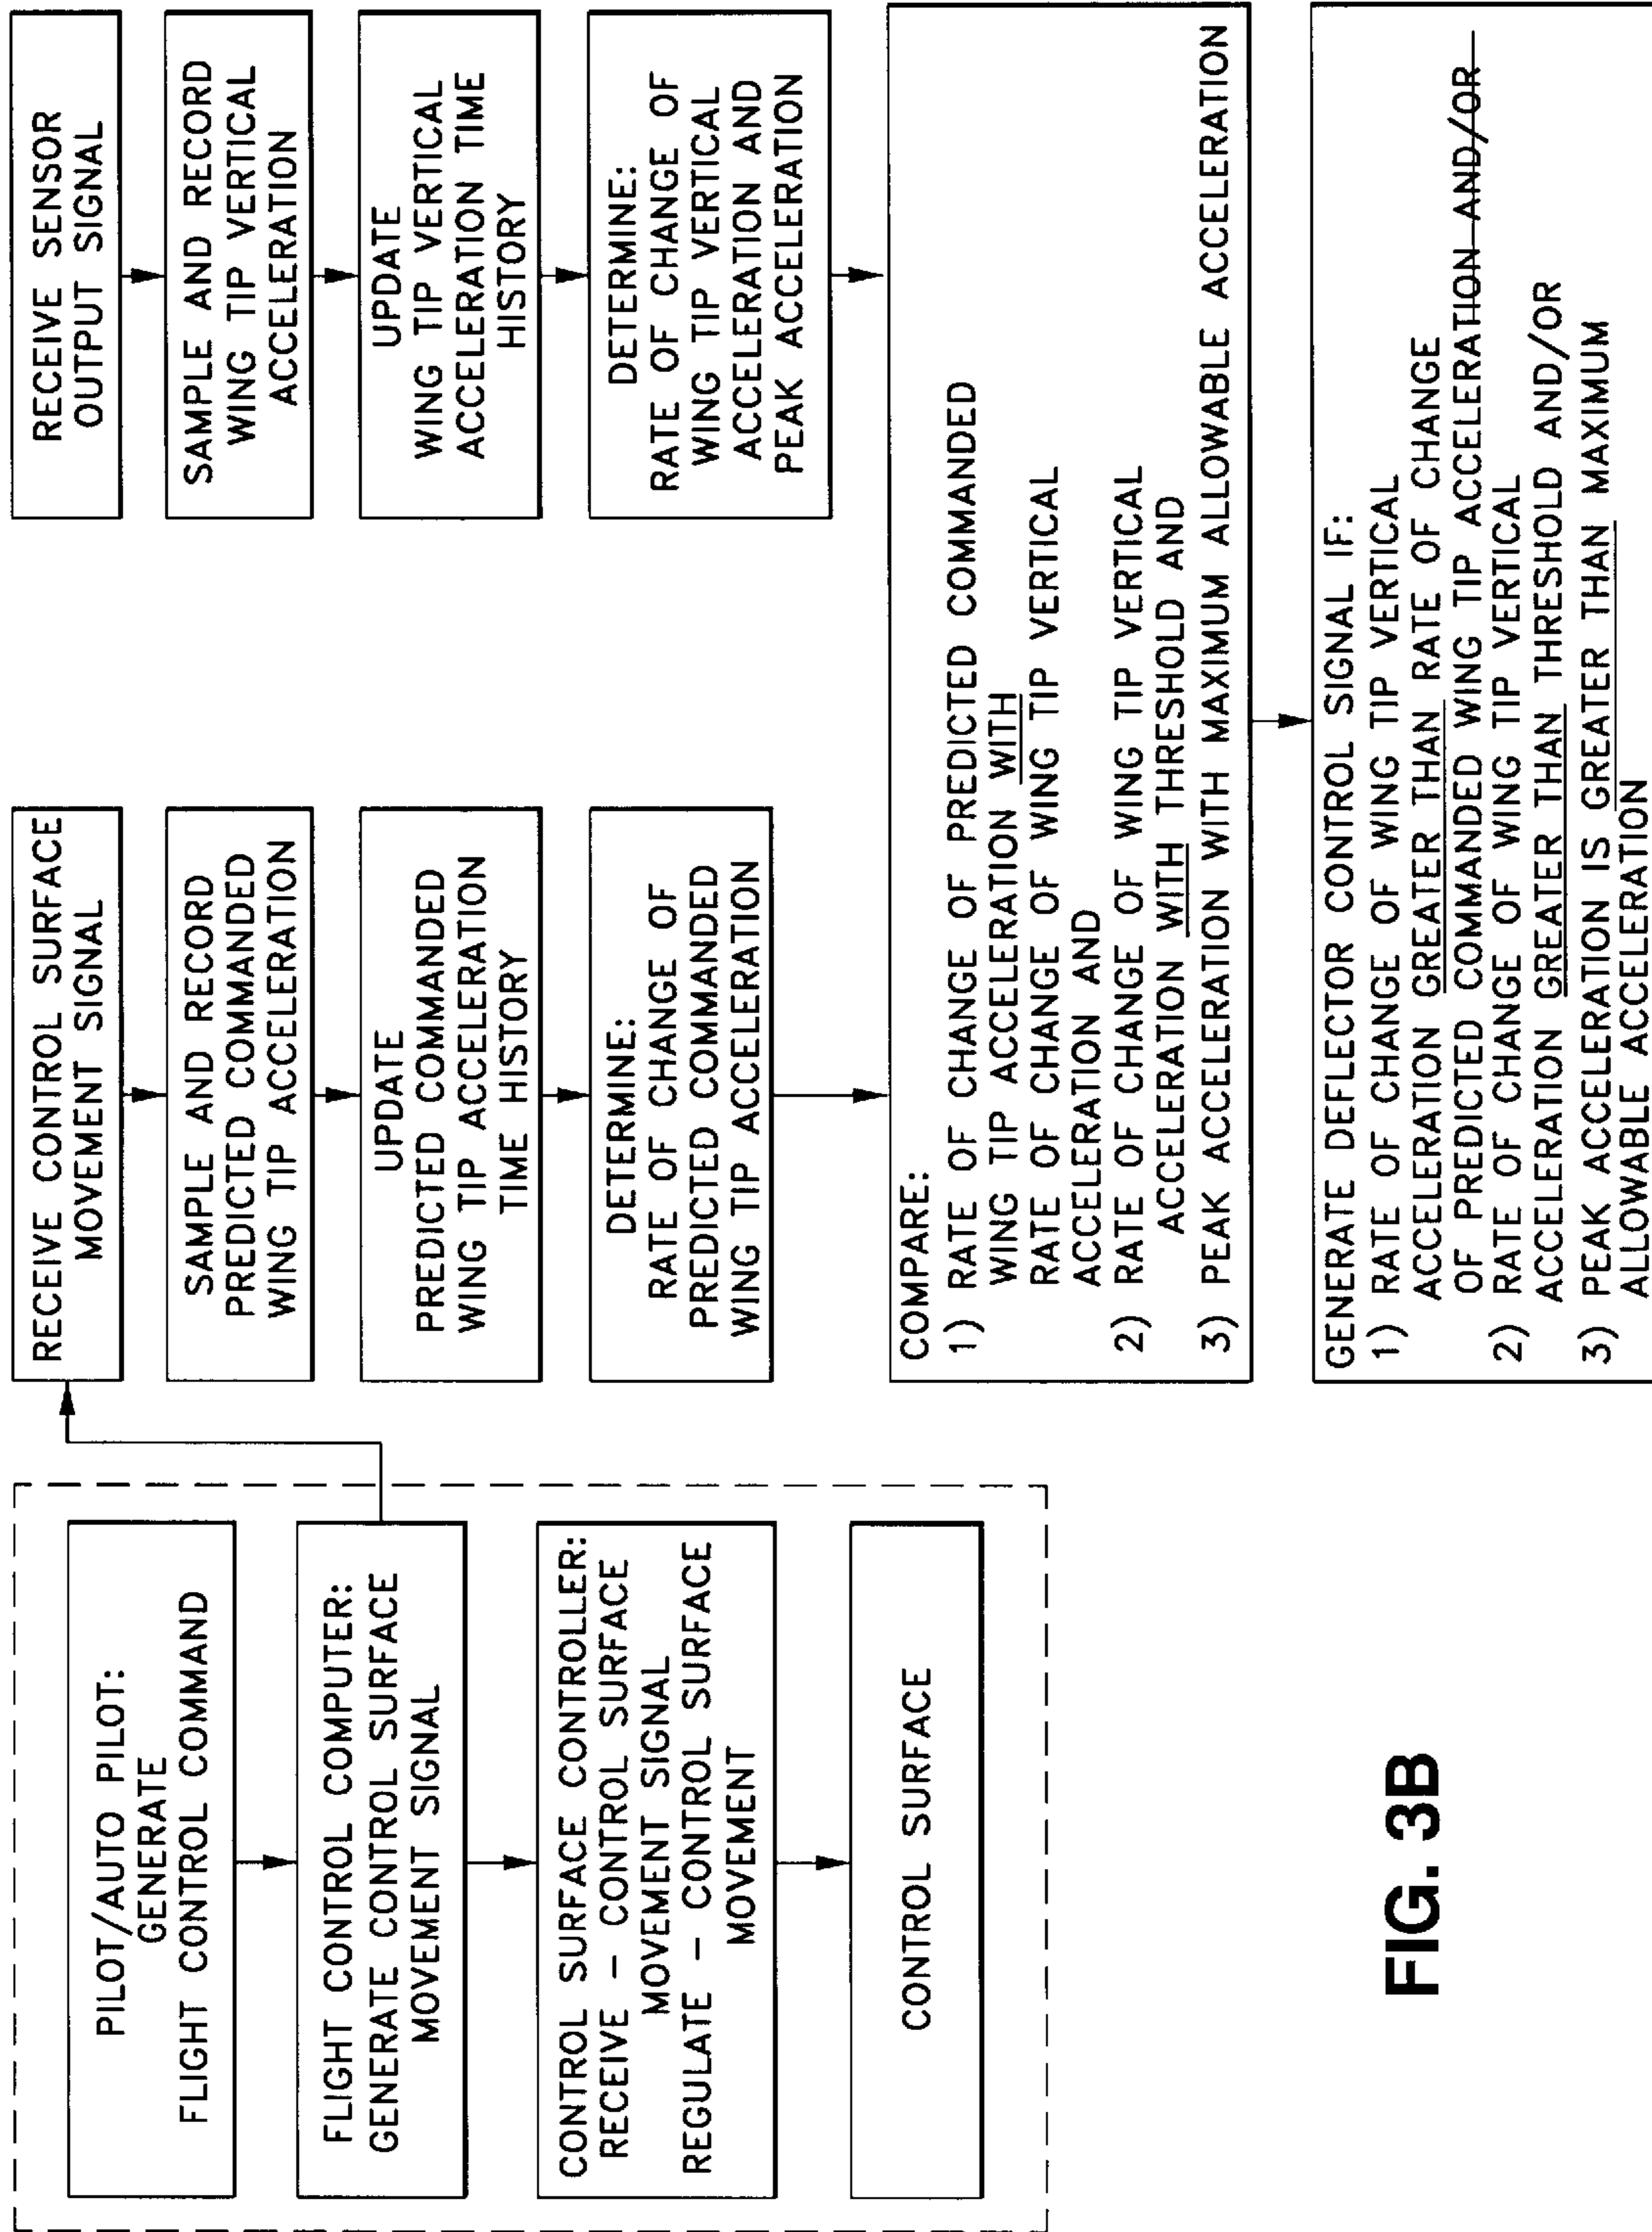 PILOT/AUTO PILOT:
GENERATE
FLIGHT CONTROL COMMAND
FLIGHT CONTROL COMPUTER:
GENERATE CONTROL SURFACE
MOVEMENT SIGNAL
CONTROL SURFACE CONTROLLER:
RECEIVE – CONTROL SURFACE
MOVEMENT SIGNAL
REGULATE – CONTROL SURFACE
MOVEMENT
CONTROL SURFACE
RECEIVE CONTROL SURFACE
MOVEMENT SIGNAL
SAMPLE AND RECORD
PREDICTED COMMANDED
WING TIP ACCELERATION
UPDATE
PREDICTED COMMANDED
WING TIP ACCELERATION
TIME HISTORY
DETERMINE:
RATE OF CHANGE OF
PREDICTED COMMANDED
WING TIP ACCELERATION
RECEIVE SENSOR
OUTPUT SIGNAL
SAMPLE AND RECORD
WING TIP VERTICAL
ACCELERATION
UPDATE
WING TIP VERTICAL
ACCELERATION TIME
HISTORY
DETERMINE:
RATE OF CHANGE OF
WING TIP VERTICAL
ACCELERATION AND
PEAK ACCELERATION
COMPARE:
1) RATE OF CHANGE OF PREDICTED COMMANDED
WING TIP ACCELERATION WITH
RATE OF CHANGE OF WING TIP VERTICAL
ACCELERATION AND
2) RATE OF CHANGE OF WING TIP VERTICAL
ACCELERATION WITH THRESHOLD AND
3) PEAK ACCELERATION WITH MAXIMUM ALLOWABLE ACCELERATION
GENERATE DEFLECTOR CONTROL SIGNAL IF:
1) RATE OF CHANGE OF WING TIP VERTICAL
ACCELERATION GREATER THAN RATE OF CHANGE
OF PREDICTED COMMANDED WING TIP ACCELERATION AND/OR
2) RATE OF CHANGE OF WING TIP VERTICAL
ACCELERATION GREATER THAN THRESHOLD AND/OR
3) PEAK ACCELERATION IS GREATER THAN MAXIMUM
ALLOWABLE ACCELERATION
FIG. 3B